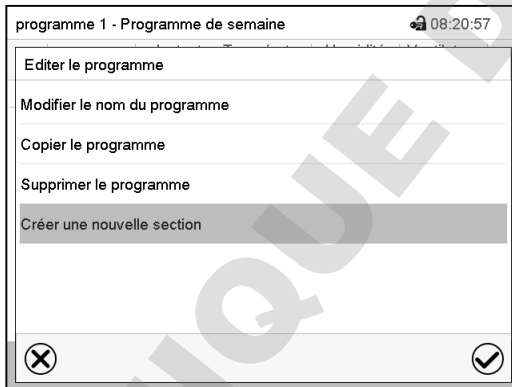 programme 1 - Programme de semaine 08:20:57
Editer le programme
Modifier le nom du programme
Copier le programme
Supprimer le programme
Créer une nouvelle section
QUE D